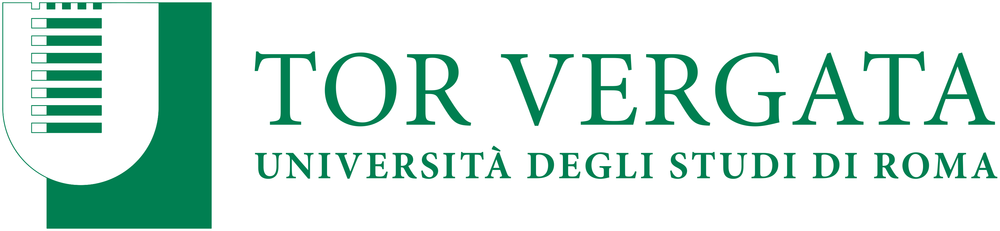 TOR VERGATA
UNIVERSITÀ DEGLI STUDI DI ROMA